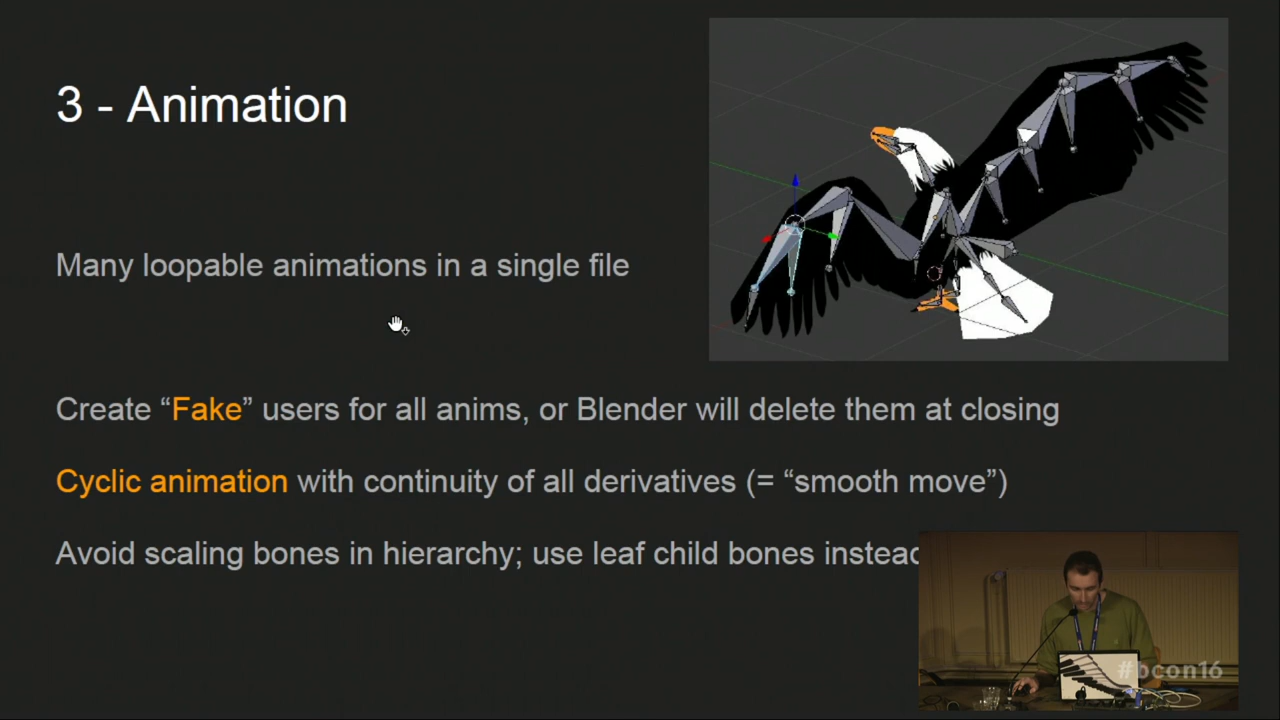 3 - Animation
Many loopable animations in a single file
Create “Fake” users for all anims, or Blender will delete them at closing
Cyclic animation with continuity of all derivatives (= “smooth move”)
Avoid scaling bones in hierarchy; use leaf child bones instead
#bcon16